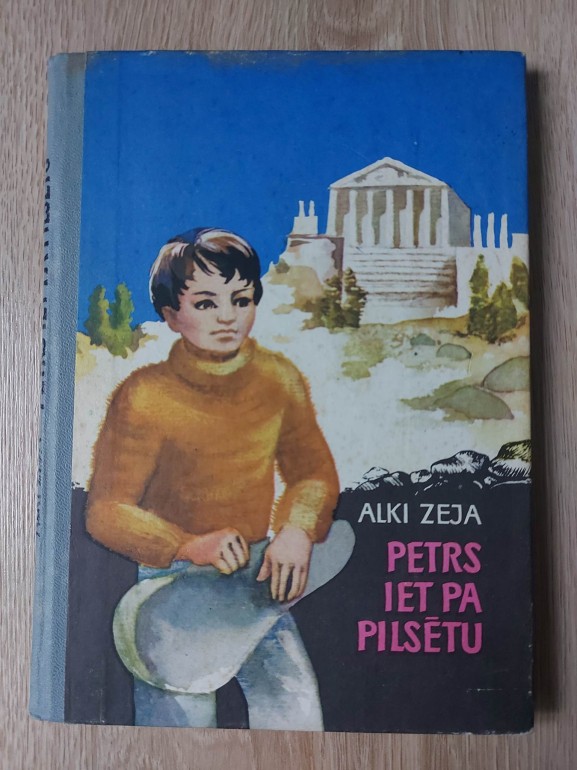 ALKI ZEJA
PETRS
IET PA
PILSĒTU